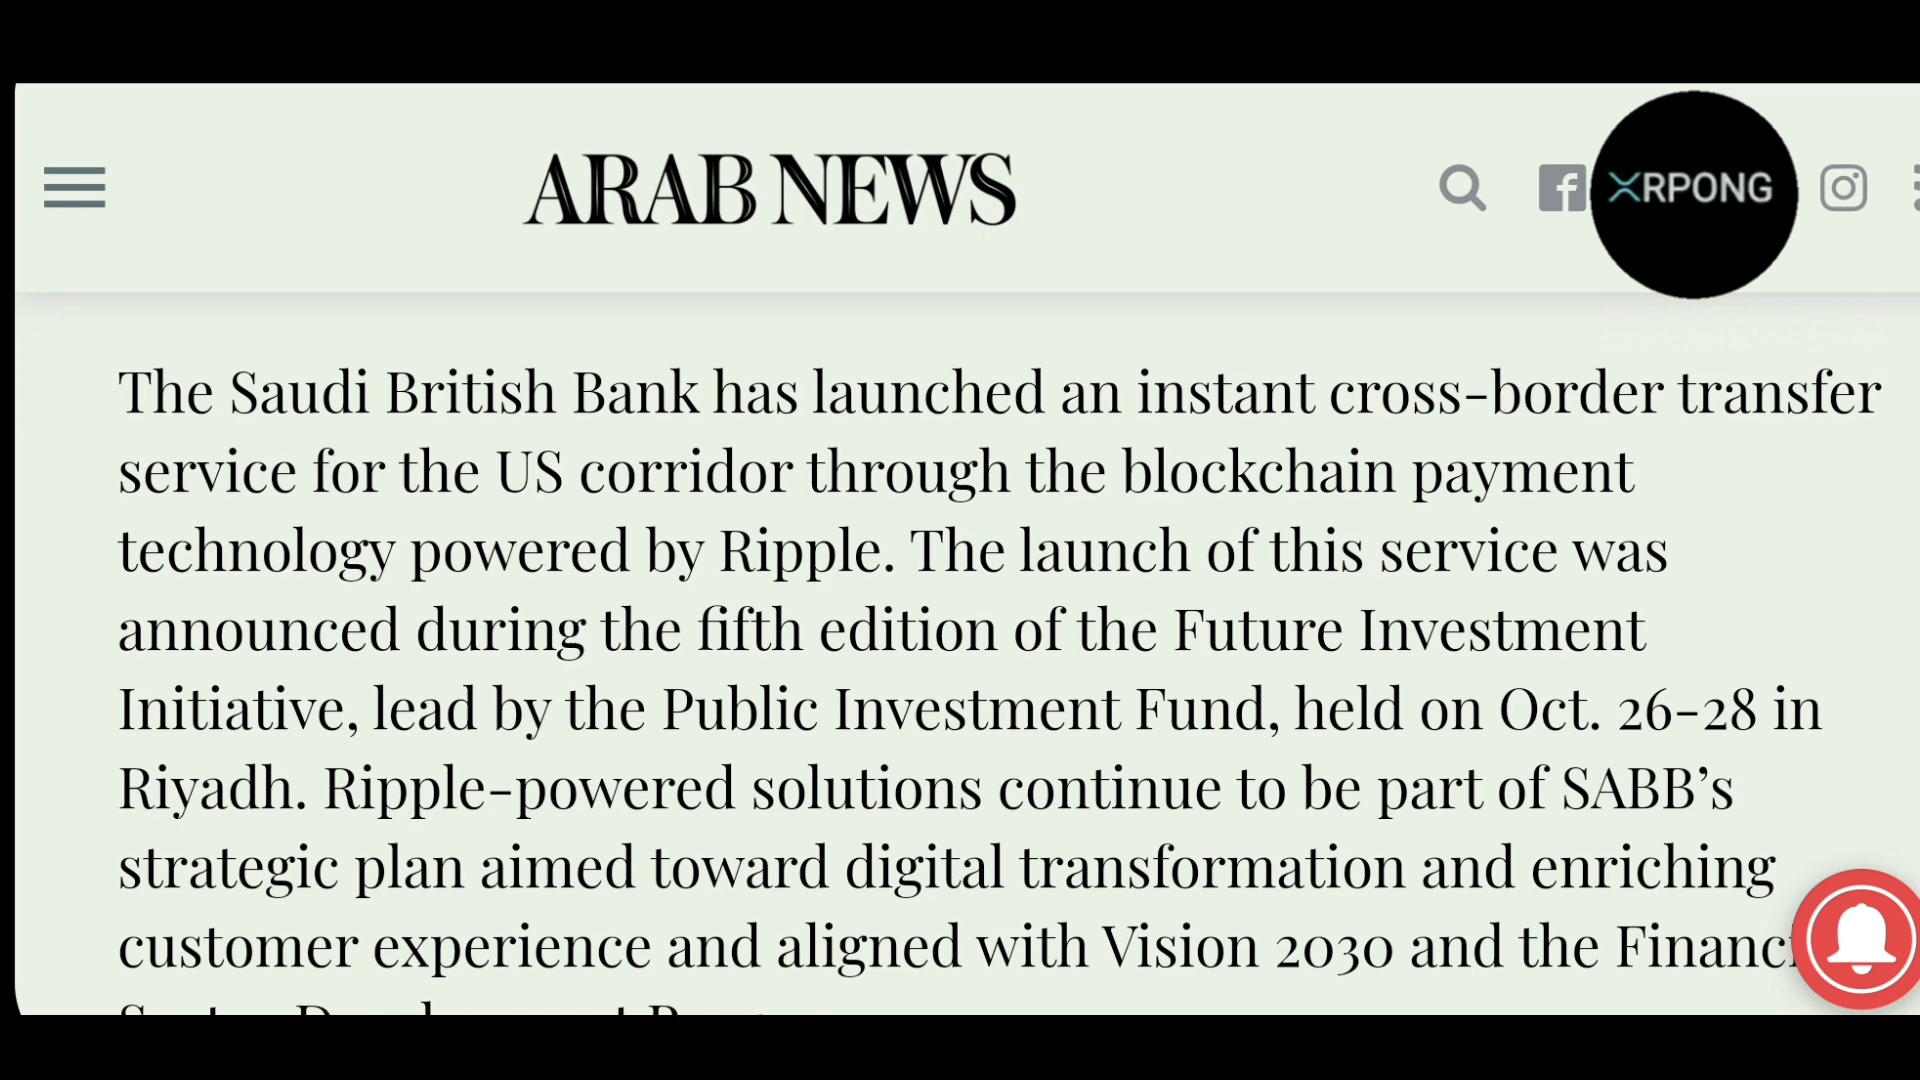 ARAB NEWS
XRPONG
The Saudi British Bank has launched an instant cross-border transfer
service for the US corridor through the blockchain payment
technology powered by Ripple. The launch of this service was
announced during the fifth edition of the Future Investment
Initiative, lead by the Public Investment Fund, held on Oct. 26-28 in
Riyadh. Ripple-powered solutions continue to be part of SABB’s
strategic plan aimed toward digital transformation and enriching
customer experience and aligned with Vision 2030 and the